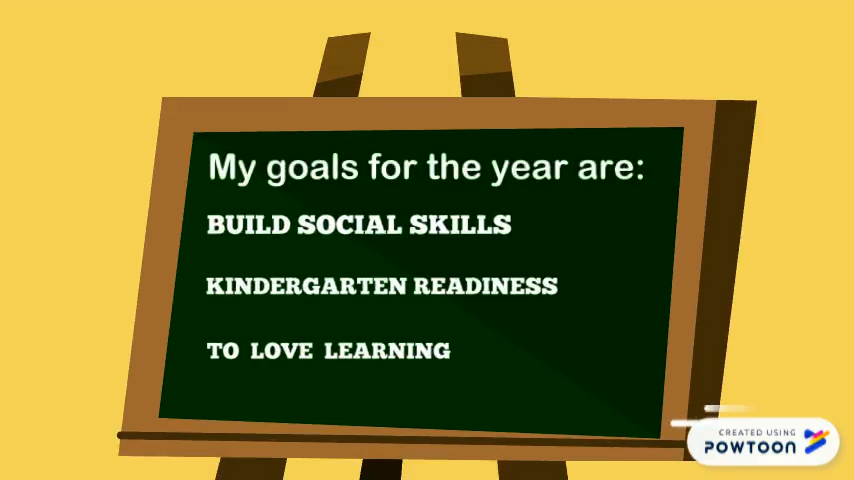 My goals for the year are:
BUILD SOCIAL SKILLS
KINDERGARTEN READINESS
TO LOVE LEARNING
CREATED USING
POWTOON